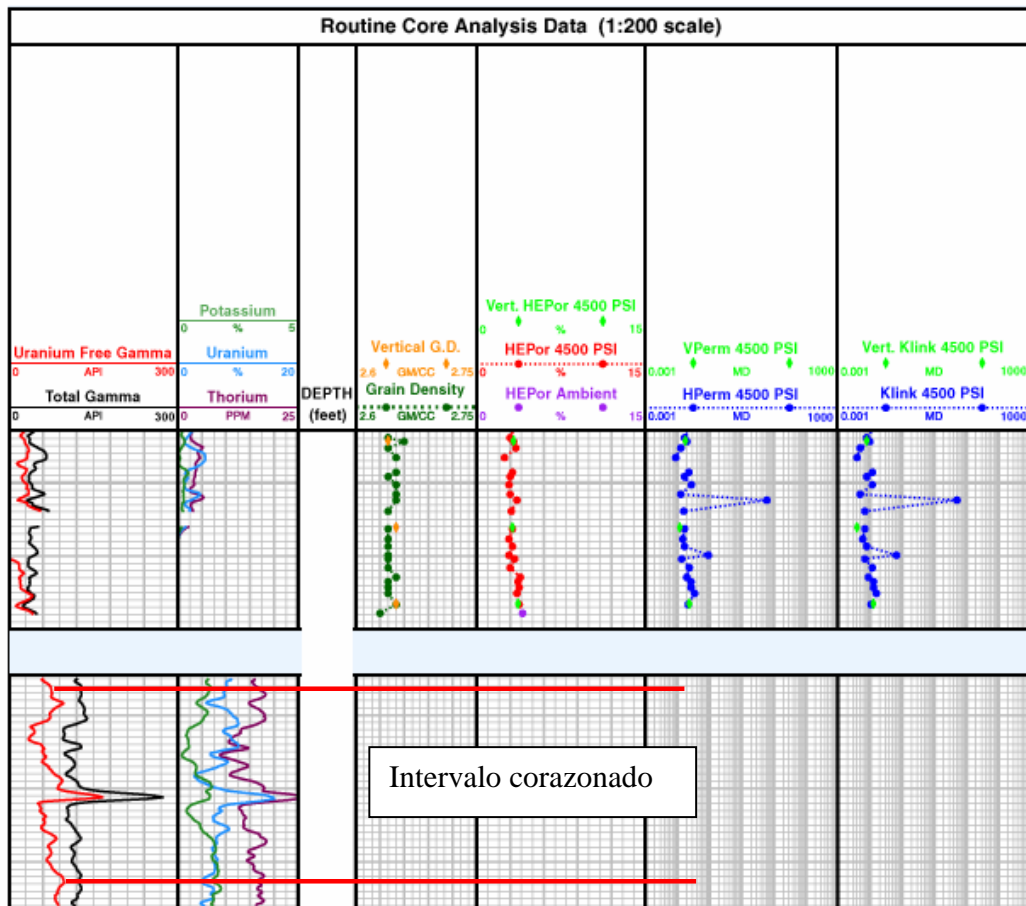 Routine Core Analysis Data (1:200 scale)
Uranium Free Gamma
0 API 300
Total Gamma
0 API 300
Potassium
0 % 5
Uranium
0 % 20
Thorium
0 PPM 25
DEPTH
(feet)
Vertical G.D.
2.6 GM/CC 2.75
Grain Density
2.6 GM/CC 2.75
Vert. HEPor 4500 PSI
0 % 15
HEPor 4500 PSI
0 % 15
HEPor Ambient
0 % 15
VPerm 4500 PSI
0.001 MD 1000
HPerm 4500 PSI
0.001 MD 1000
Vert. Klink 4500 PSI
0.001 MD 1000
Klink 4500 PSI
0.001 MD 1000
Intervalo corazonado